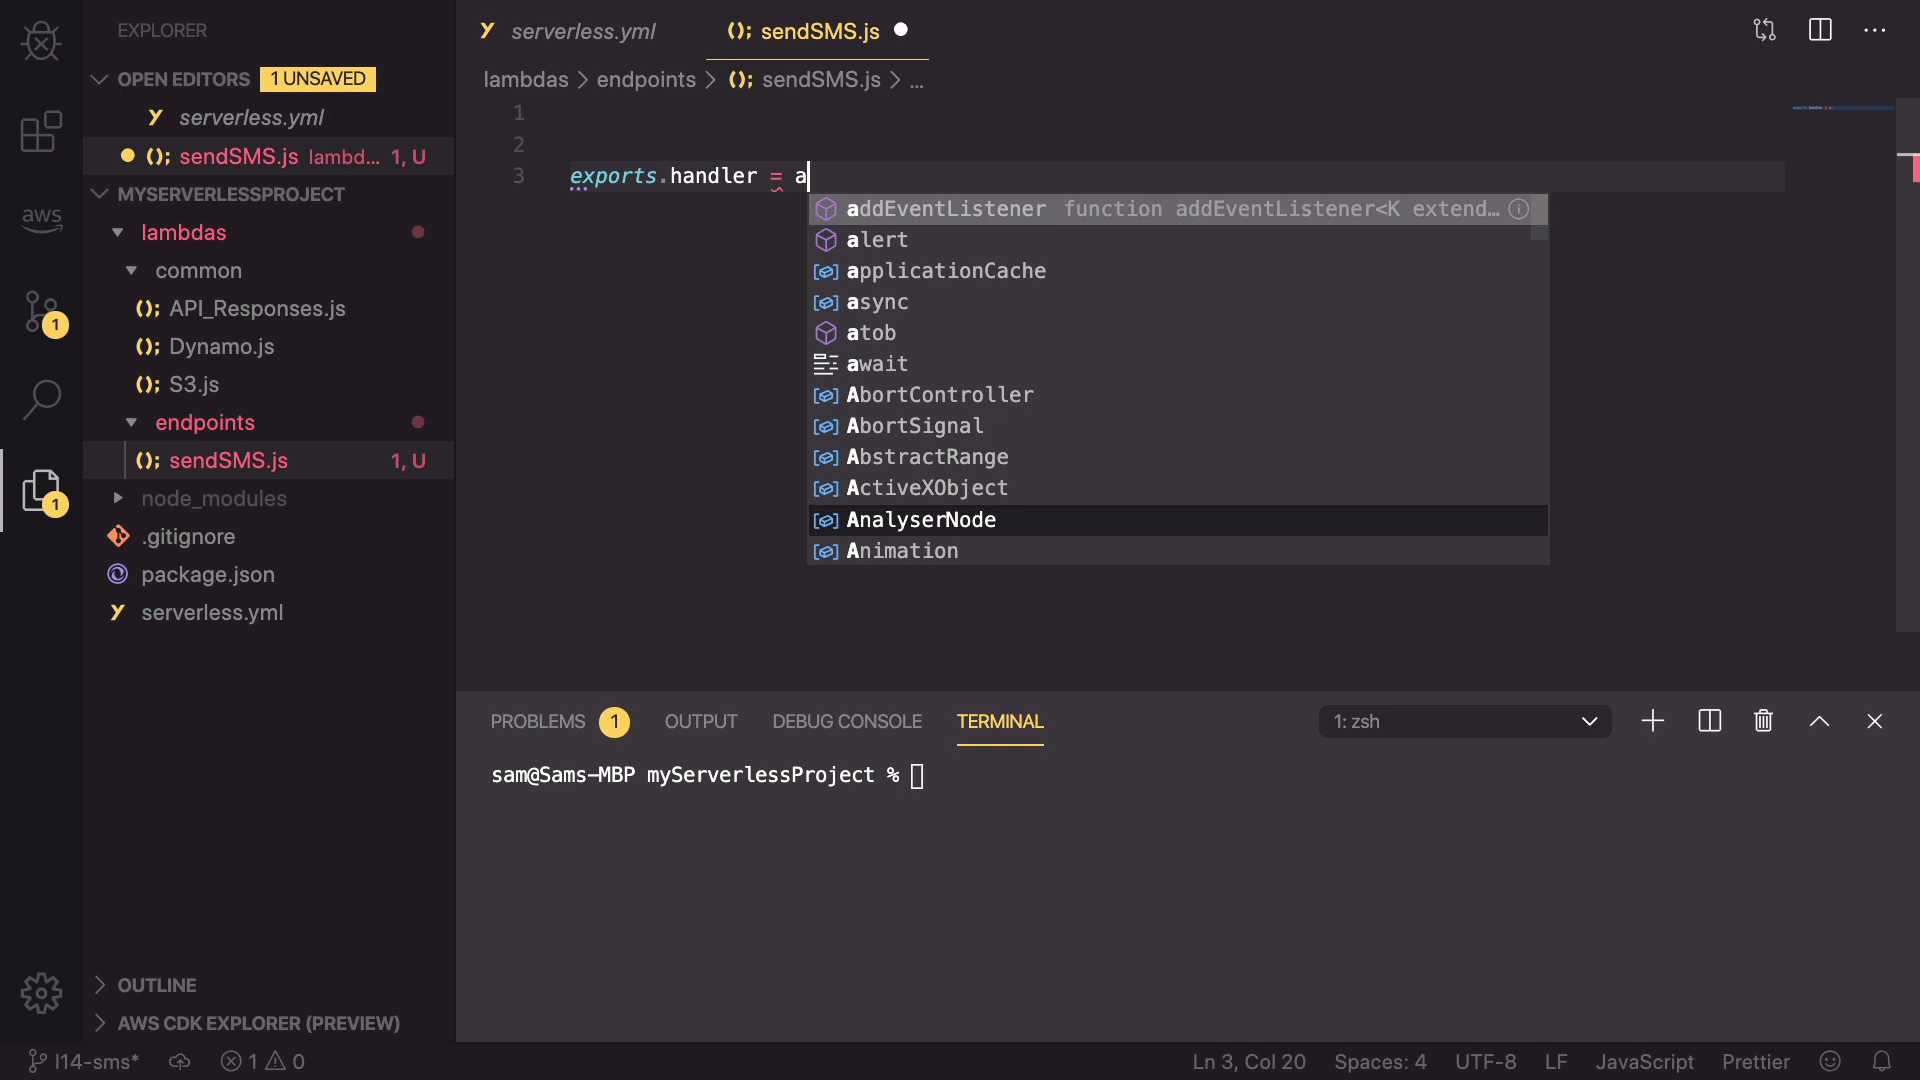 EXPLORER
OPEN EDITORS 1 UNSAVED
serverless.yml
(); sendSMS.js lambd... 1, U
MYSERVERLESSPROJECT
lambdas
common
(); API_Responses.js
(); Dynamo.js
(); S3.js
endpoints
(); sendSMS.js 1, U
node_modules
.gitignore
package.json
serverless.yml
OUTLINE
AWS CDK EXPLORER (PREVIEW)
aws
1
1
serverless.yml
(); sendSMS.js
lambdas > endpoints > (); sendSMS.js > ...
1
2
3 exports.handler = a
addEventListener function addEventListener<K extend...
alert
applicationCache
async
atob
await
AbortController
AbortSignal
AbstractRange
ActiveXObject
AnalyserNode
Animation
PROBLEMS 1 OUTPUT DEBUG CONSOLE TERMINAL 1: zsh
sam@Sams-MBP myServerlessProject %
l14-sms* 1 0 Ln 3, Col 20 Spaces: 4 UTF-8 LF JavaScript Prettier